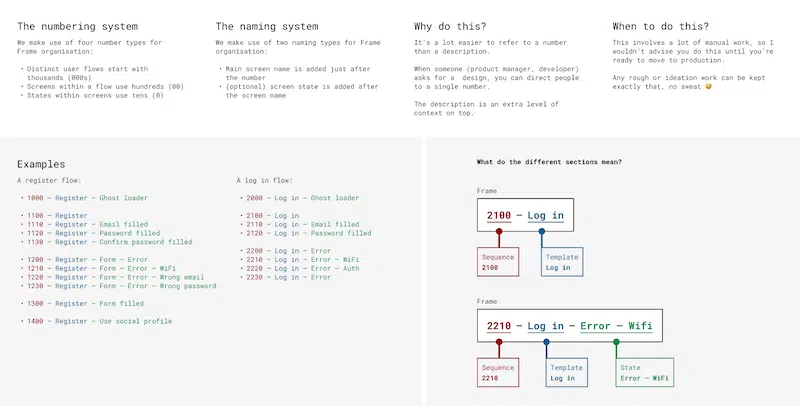 The numbering system
We make use of four number types for
Frame organisation:
• Distinct user flows start with
thousands (000s)
• Screens within a flow use hundreds (00)
• States within screens use tens (0)
The naming system
We make use of two naming types for Frame
organisation:
• Main screen name is added just after
the number
• (optional) screen state is added after
the screen name
Why do this?
It's a lot easier to refer to a number
than a description.
When someone (product manager, developer)
asks for a design, you can direct people
to a single number.
The description is an extra level of
context on top.
When to do this?
This involves a lot of manual work, so I
wouldn't advise you do this until you're
ready to move to production.
Any rough or ideation work can be kept
exactly that, no sweat 😅
Examples
A register flow:
• 1000 – Register – Ghost loader
• 1100 – Register
• 1110 – Register – Email filled
• 1120 – Register – Password filled
• 1130 – Register – Confirm password filled
• 1200 – Register – Form – Error
• 1210 – Register – Form – Error – WiFi
• 1220 – Register – Form – Error – Wrong email
• 1230 – Register – Form – Error – Wrong password
• 1300 – Register – Form filled
• 1400 – Register – Use social profile
A log in flow:
• 2000 – Log in – Ghost loader
• 2100 – Log in
• 2110 – Log in – Email filled
• 2120 – Log in – Password filled
• 2200 – Log in – Error
• 2210 – Log in – Error – WiFi
• 2220 – Log in – Error – Auth
• 2230 – Log in – Error
What do the different sections mean?
Frame
2100 – Log in
Sequence
2100
Template
Log in
Frame
2210 – Log in – Error – Wifi
Sequence
2210
Template
Log in
State
Error – WiFi